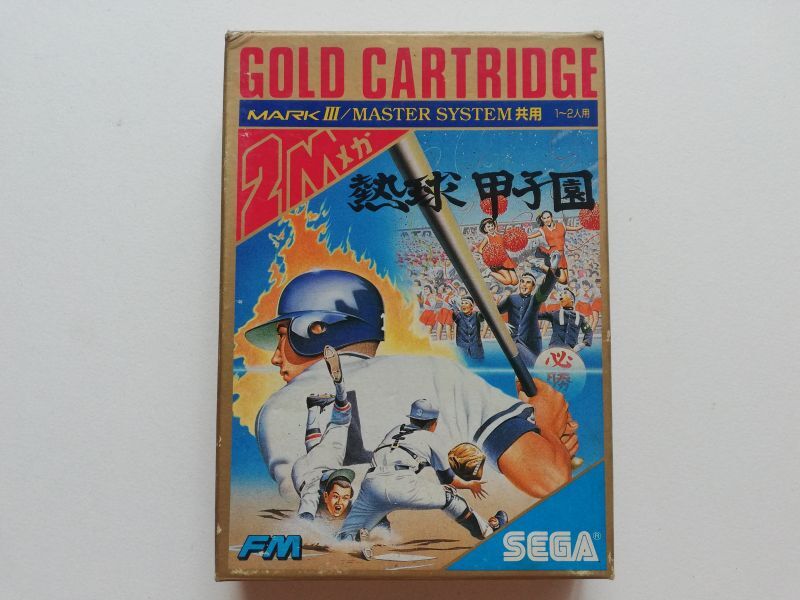 GOLD CARTRIDGE
MARK III/MASTER SYSTEM 共用 1~2人用
2Mメガ
熱球甲子園
必勝
FM
SEGA®